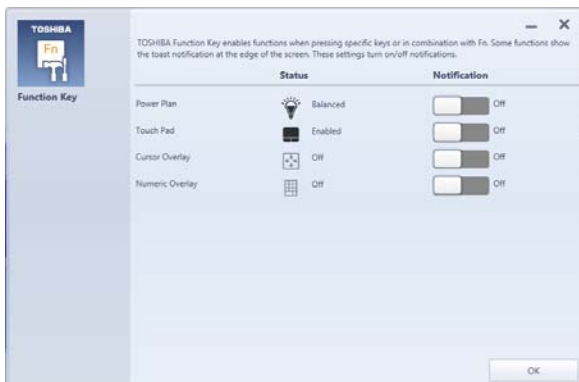 TOSHIBA
Fn
Function Key
TOSHIBA Function Key enables functions when pressing specific keys or in combination with Fn. Some functions show
the toast notification at the edge of the screen. These settings turn on/off notifications.
Status Notification
Power Plan Balanced Off
Touch Pad Enabled Off
Cursor Overlay Off Off
Numeric Overlay Off Off
OK